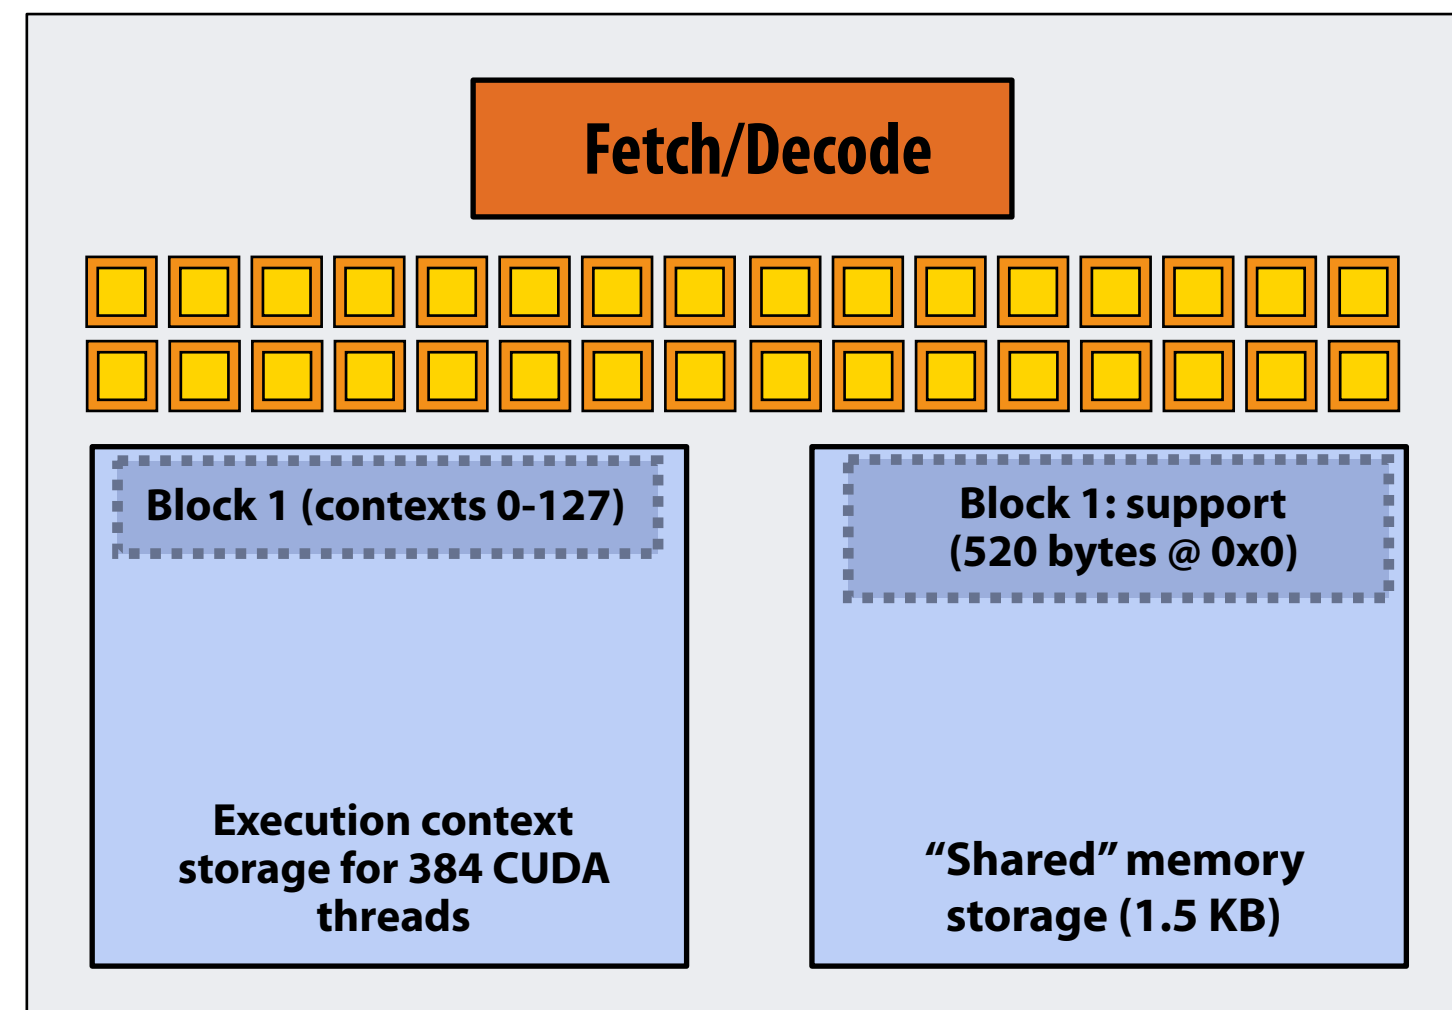 Fetch/Decode
Block 1 (contexts 0-127)
Block 1: support
(520 bytes @ 0x0)
Execution context
storage for 384 CUDA
threads
“Shared” memory
storage (1.5 KB)